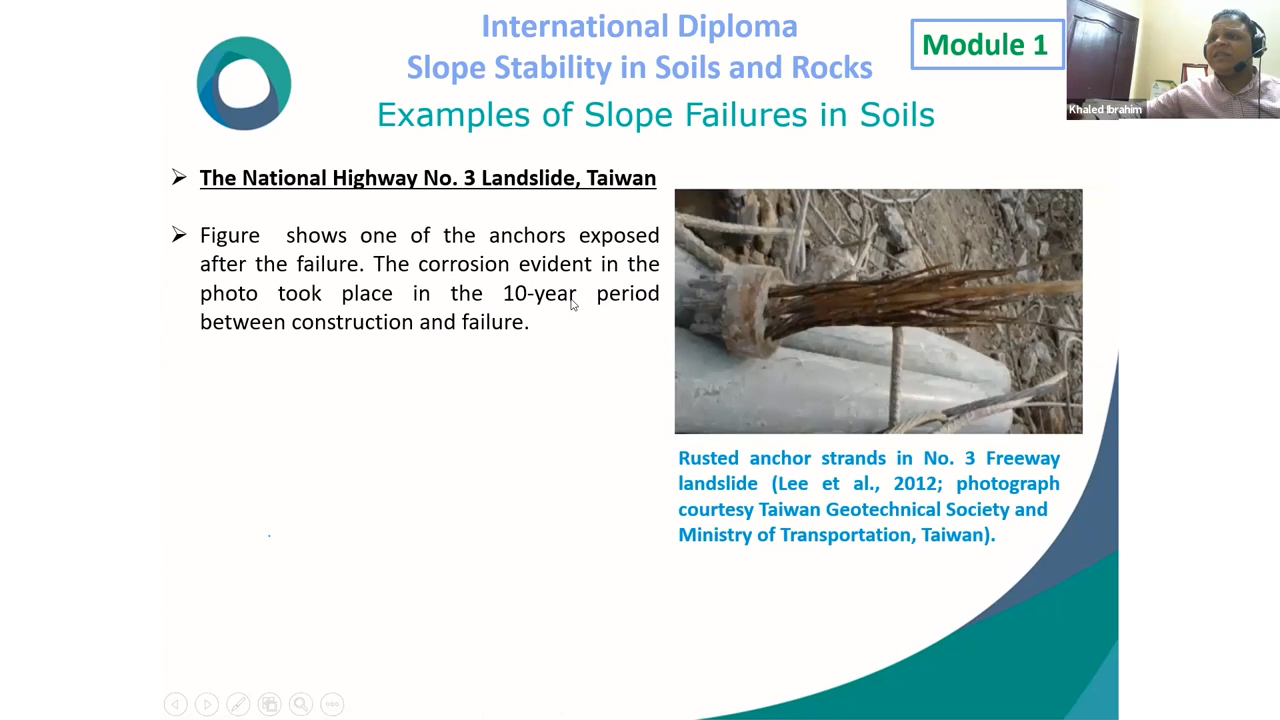 International Diploma
Slope Stability in Soils and Rocks
Module 1
Examples of Slope Failures in Soils
Khaled Ibrahim
The National Highway No. 3 Landslide, Taiwan
Figure shows one of the anchors exposed
after the failure. The corrosion evident in the
photo took place in the 10-year period
between construction and failure.
Rusted anchor strands in No. 3 Freeway
landslide (Lee et al., 2012; photograph
courtesy Taiwan Geotechnical Society and
Ministry of Transportation, Taiwan).